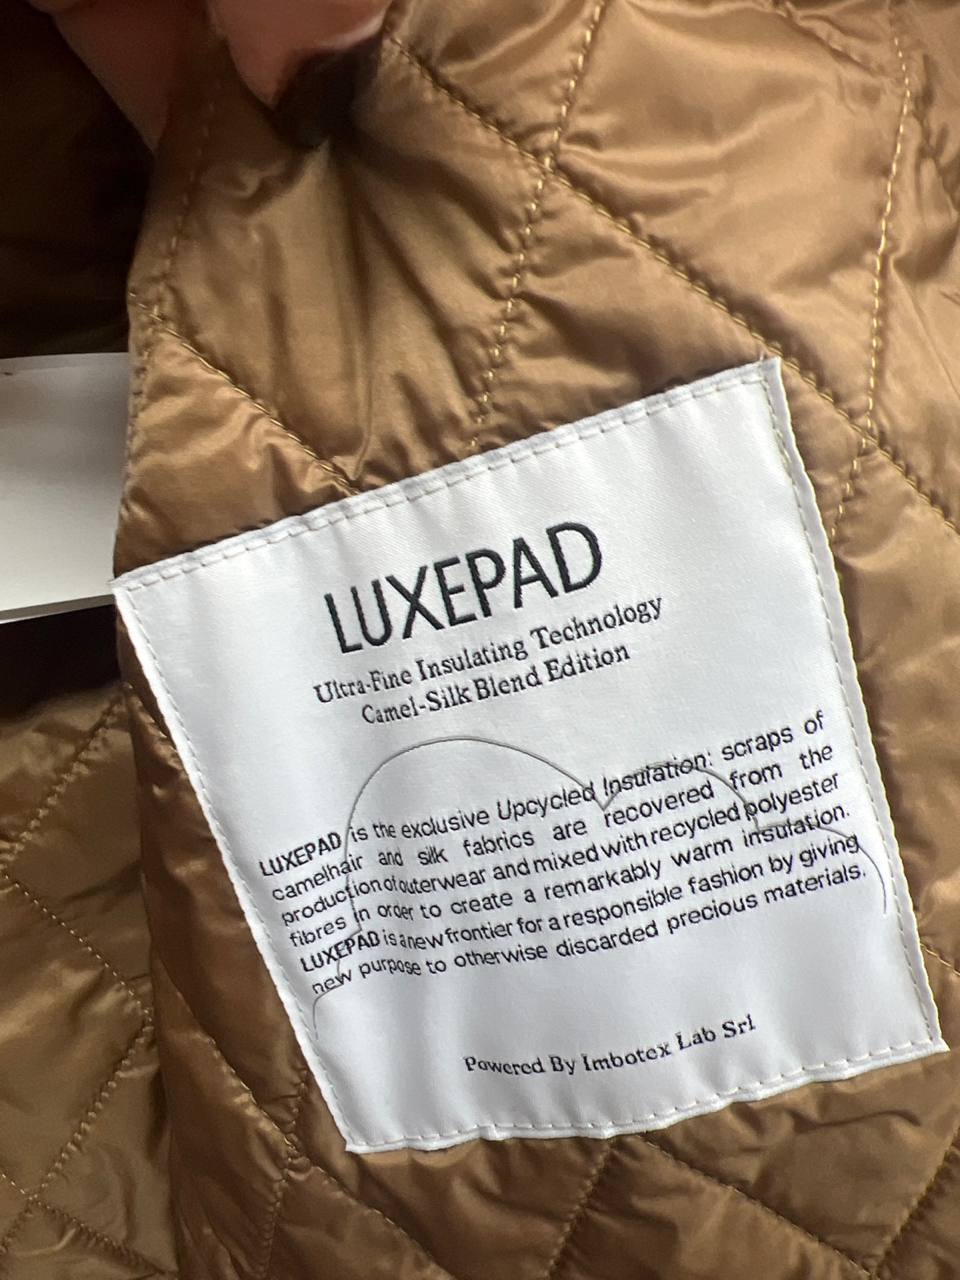 LUXEPAD
Ultra-Fine Insulating Technology
Camel-Silk Blend Edition
LUXEPAD is the exclusive Upcycled Insulation: scraps of
camelhair and silk fabrics are recovered from the
production of outerwear and mixed with recycled polyester
fibres in order to create a remarkably warm insulation.
LUXEPAD is a new frontier for a responsible fashion by giving
new purpose to otherwise discarded precious materials.
Powered By Imbotex Lab Srl